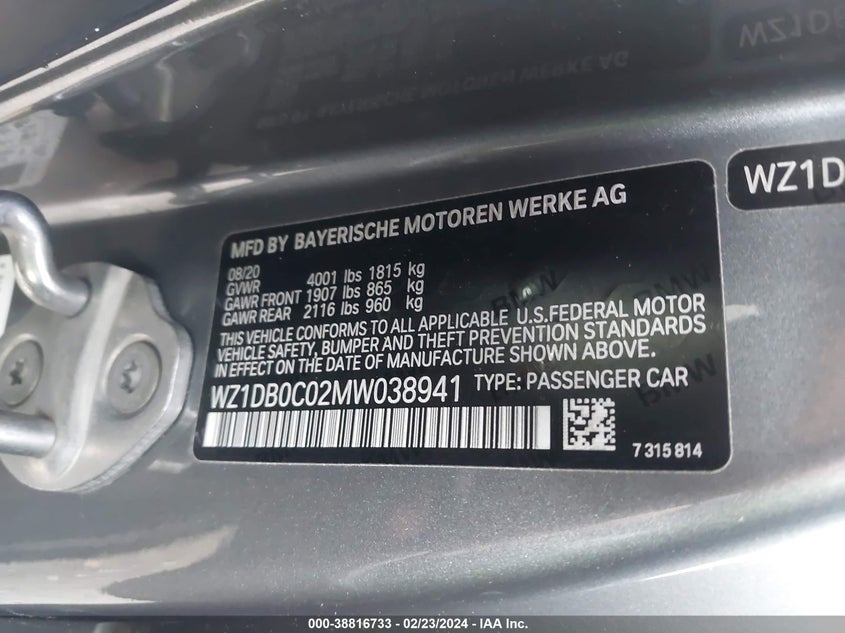 MFD BY BAYERISCHE MOTOREN WERKE AG
WZ1D
08/20
GVWR 4001 lbs 1815 kg
GAWR FRONT 1907 lbs 865 kg
GAWR REAR 2116 lbs 960 kg
THIS VEHICLE CONFORMS TO ALL APPLICABLE U.S.FEDERAL MOTOR
VEHICLE SAFETY, BUMPER AND THEFT PREVENTION STANDARDS
IN EFFECT ON THE DATE OF MANUFACTURE SHOWN ABOVE.
WZ1DB0C02MW038941 TYPE: PASSENGER CAR
7 315 814
BMW
BMW
BMW
000-38816733 - 02/23/2024 - IAA Inc.